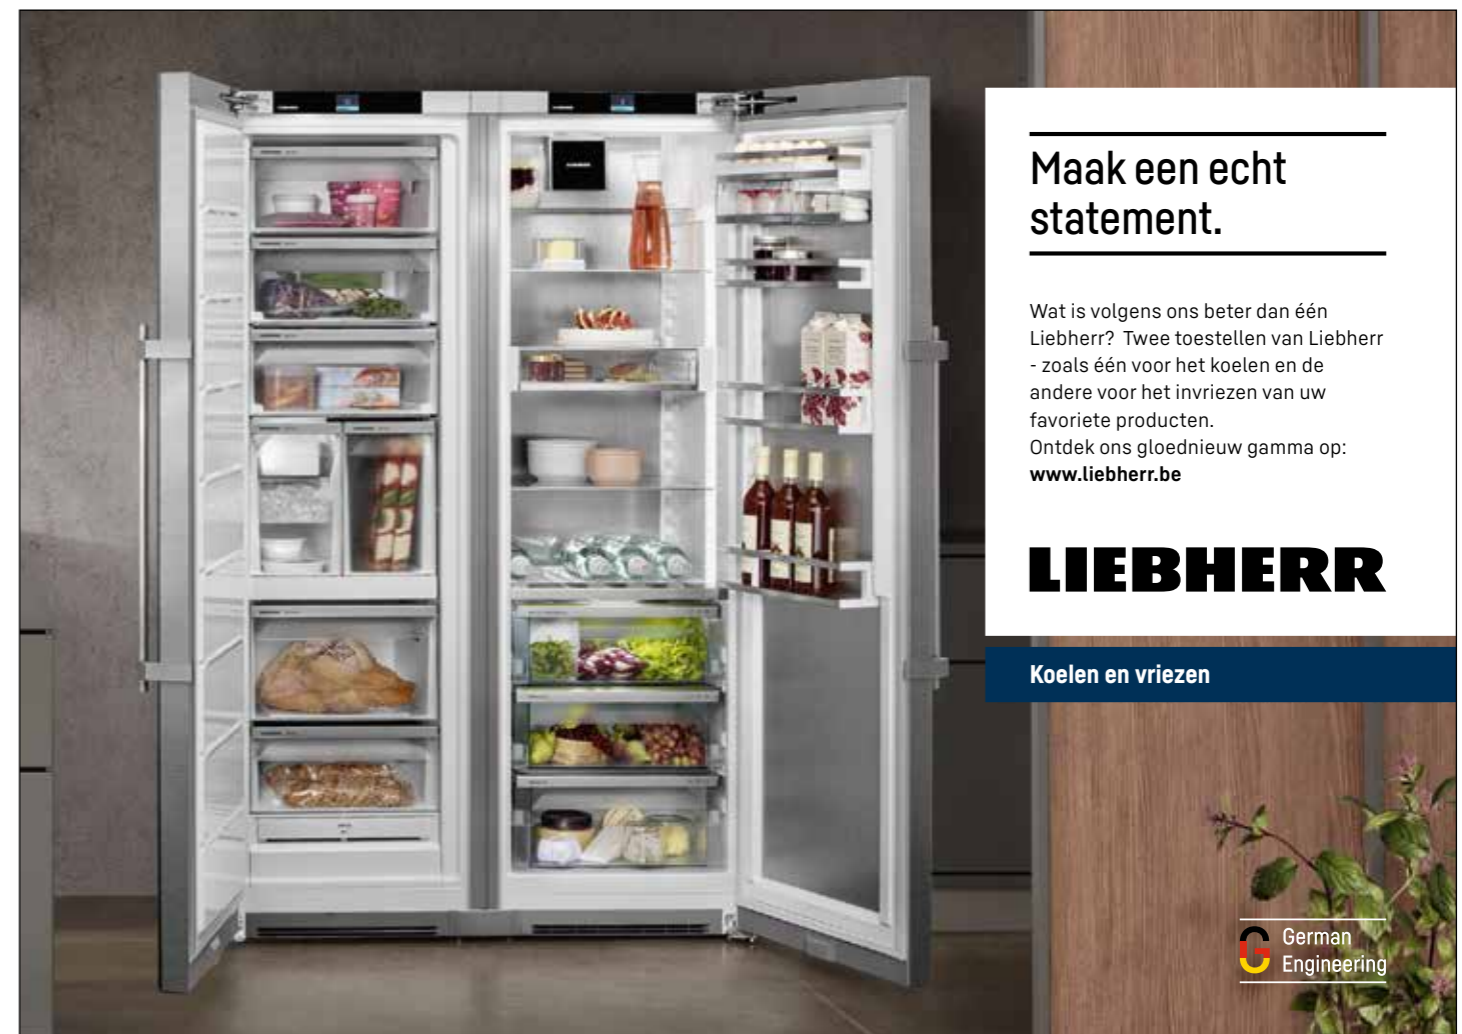 Maak een echt
statement.
Wat is volgens ons beter dan één
Liebherr? Twee toestellen van Liebherr
- zoals één voor het koelen en de
andere voor het invriezen van uw
favoriete producten.
Ontdek ons gloednieuw gamma op:
www.liebherr.be
LIEBHERR
Koelen en vriezen
German
Engineering